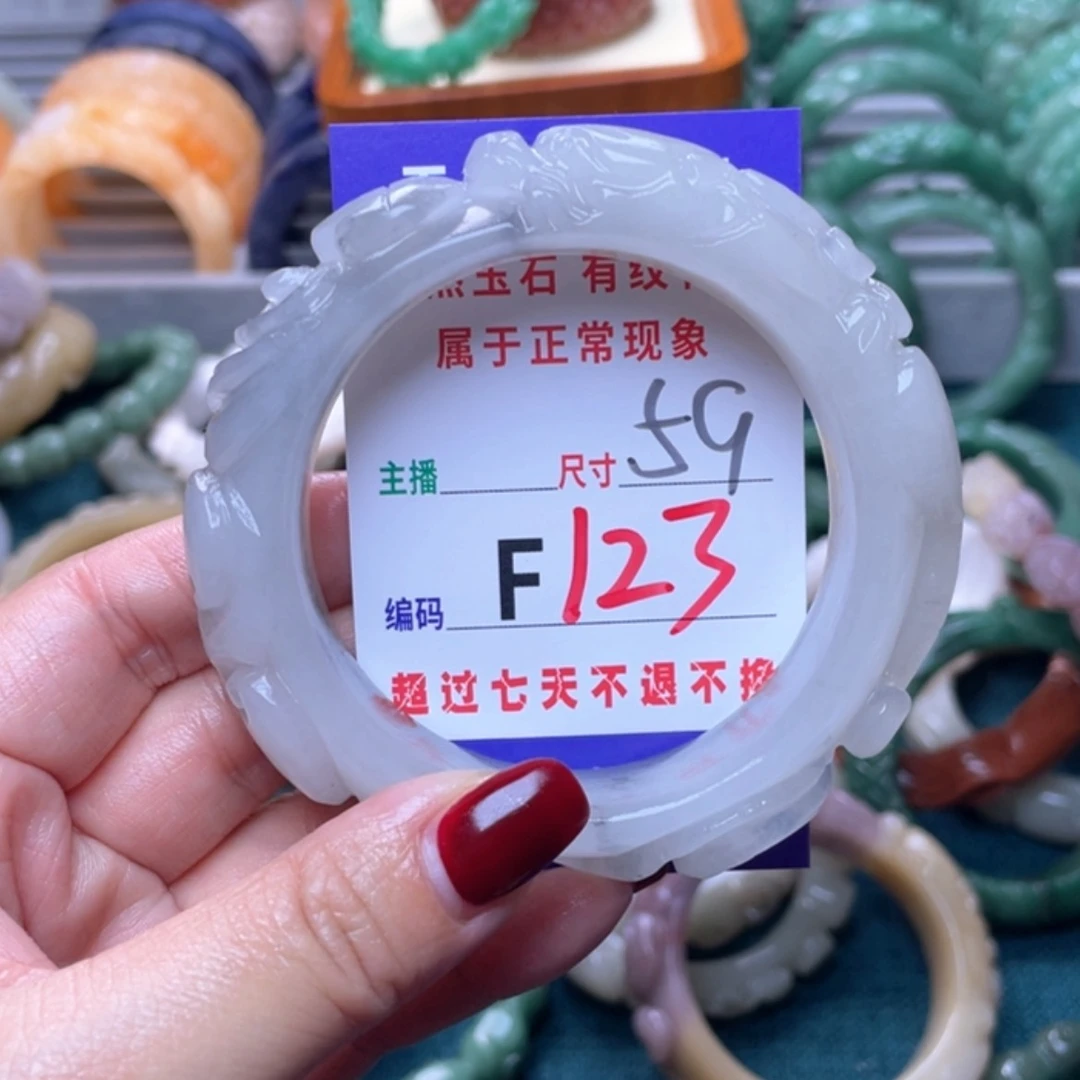 玉石 有纹
属于正常现象
主播 尺寸 59
编码 F123
超过七天不退不换